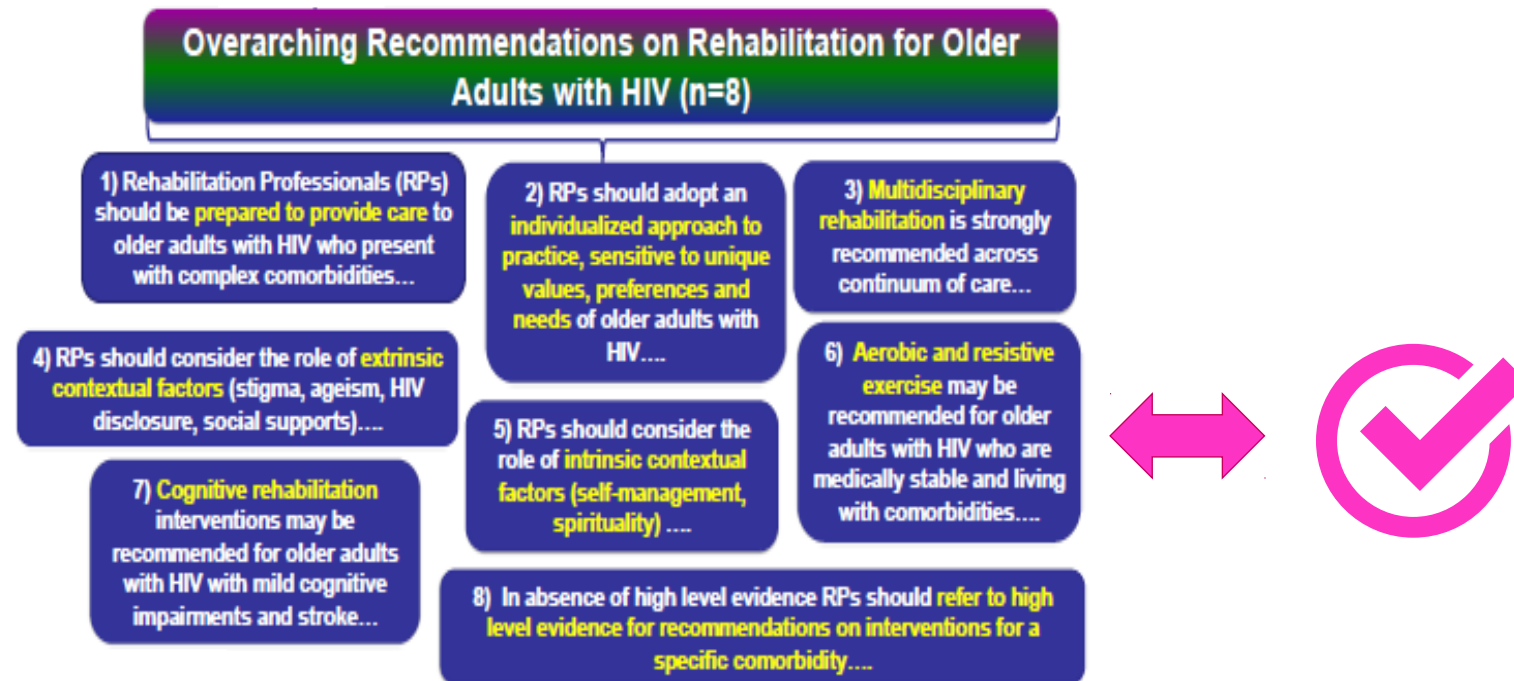 Overarching Recommendations on Rehabilitation for Older
Adults with HIV (n=8)
1) Rehabilitation Professionals (RPs)
should be prepared to provide care to
older adults with HIV who present
with complex comorbidities...
2) RPs should adopt an
individualized approach to
practice, sensitive to unique
values, preferences and
needs of older adults with
HIV....
3) Multidisciplinary
rehabilitation is strongly
recommended across
continuum of care...
4) RPs should consider the role of extrinsic
contextual factors (stigma, ageism, HIV
disclosure, social supports)....
5) RPs should consider the
role of intrinsic contextual
factors (self-management,
spirituality) ....
6) Aerobic and resistive
exercise may be
recommended for older
adults with HIV who are
medically stable and living
with comorbidities....
7) Cognitive rehabilitation
interventions may be
recommended for older adults
with HIV with mild cognitive
impairments and stroke...
8) In absence of high level evidence RPs should refer to high
level evidence for recommendations on interventions for a
specific comorbidity....